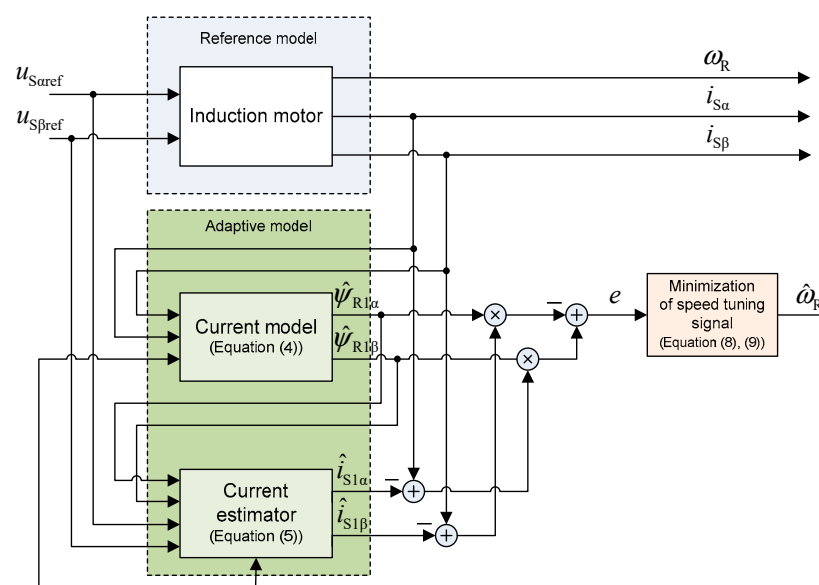 Reference model
u_Sαref
u_Sβref
Induction motor
ω_R
i_Sα
i_Sβ
Adaptive model
Current model
(Equation (4))
ψ̂_R1α
ψ̂_R1β
×
−
+
e
×
Minimization
of speed tuning
signal
(Equation (8), (9))
ω̂_R
Current
estimator
(Equation (5))
î_S1α
î_S1β
−
+
−
+